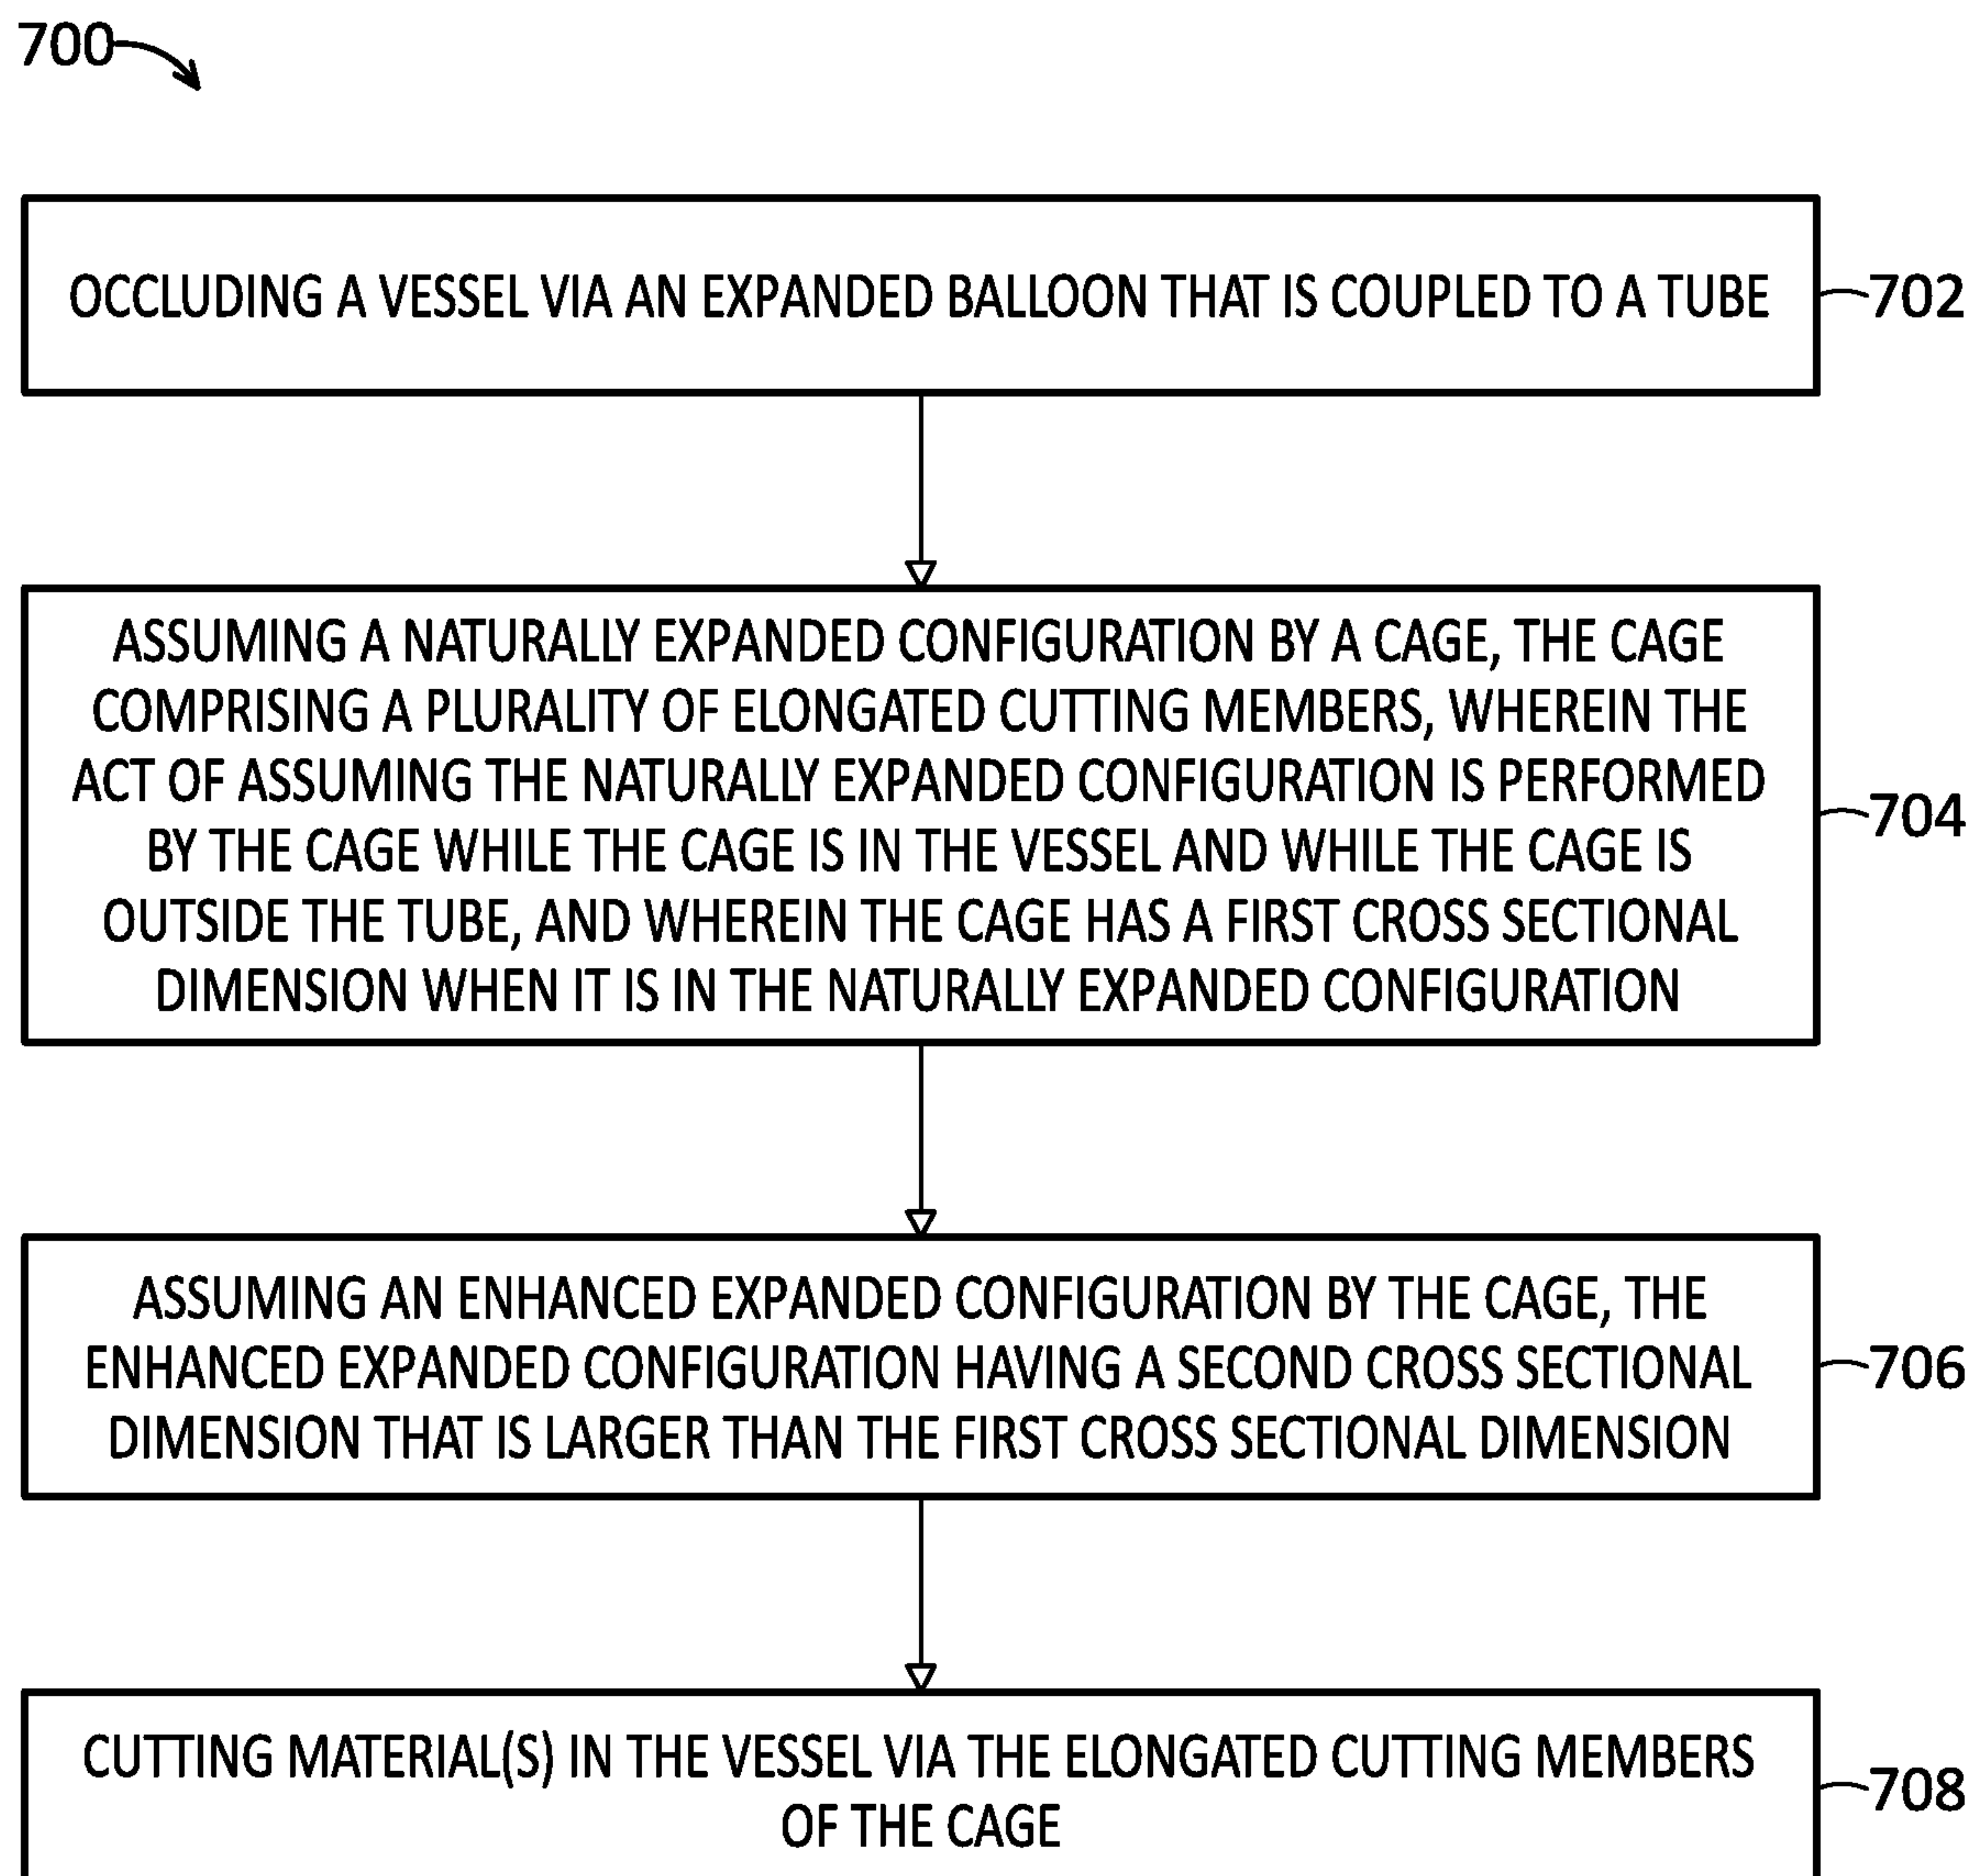 700
OCCLUDING A VESSEL VIA AN EXPANDED BALLOON THAT IS COUPLED TO A TUBE
702
ASSUMING A NATURALLY EXPANDED CONFIGURATION BY A CAGE, THE CAGE
COMPRISING A PLURALITY OF ELONGATED CUTTING MEMBERS, WHEREIN THE
ACT OF ASSUMING THE NATURALLY EXPANDED CONFIGURATION IS PERFORMED
BY THE CAGE WHILE THE CAGE IS IN THE VESSEL AND WHILE THE CAGE IS
OUTSIDE THE TUBE, AND WHEREIN THE CAGE HAS A FIRST CROSS SECTIONAL
DIMENSION WHEN IT IS IN THE NATURALLY EXPANDED CONFIGURATION
704
ASSUMING AN ENHANCED EXPANDED CONFIGURATION BY THE CAGE, THE
ENHANCED EXPANDED CONFIGURATION HAVING A SECOND CROSS SECTIONAL
DIMENSION THAT IS LARGER THAN THE FIRST CROSS SECTIONAL DIMENSION
706
CUTTING MATERIAL(S) IN THE VESSEL VIA THE ELONGATED CUTTING MEMBERS
OF THE CAGE
708